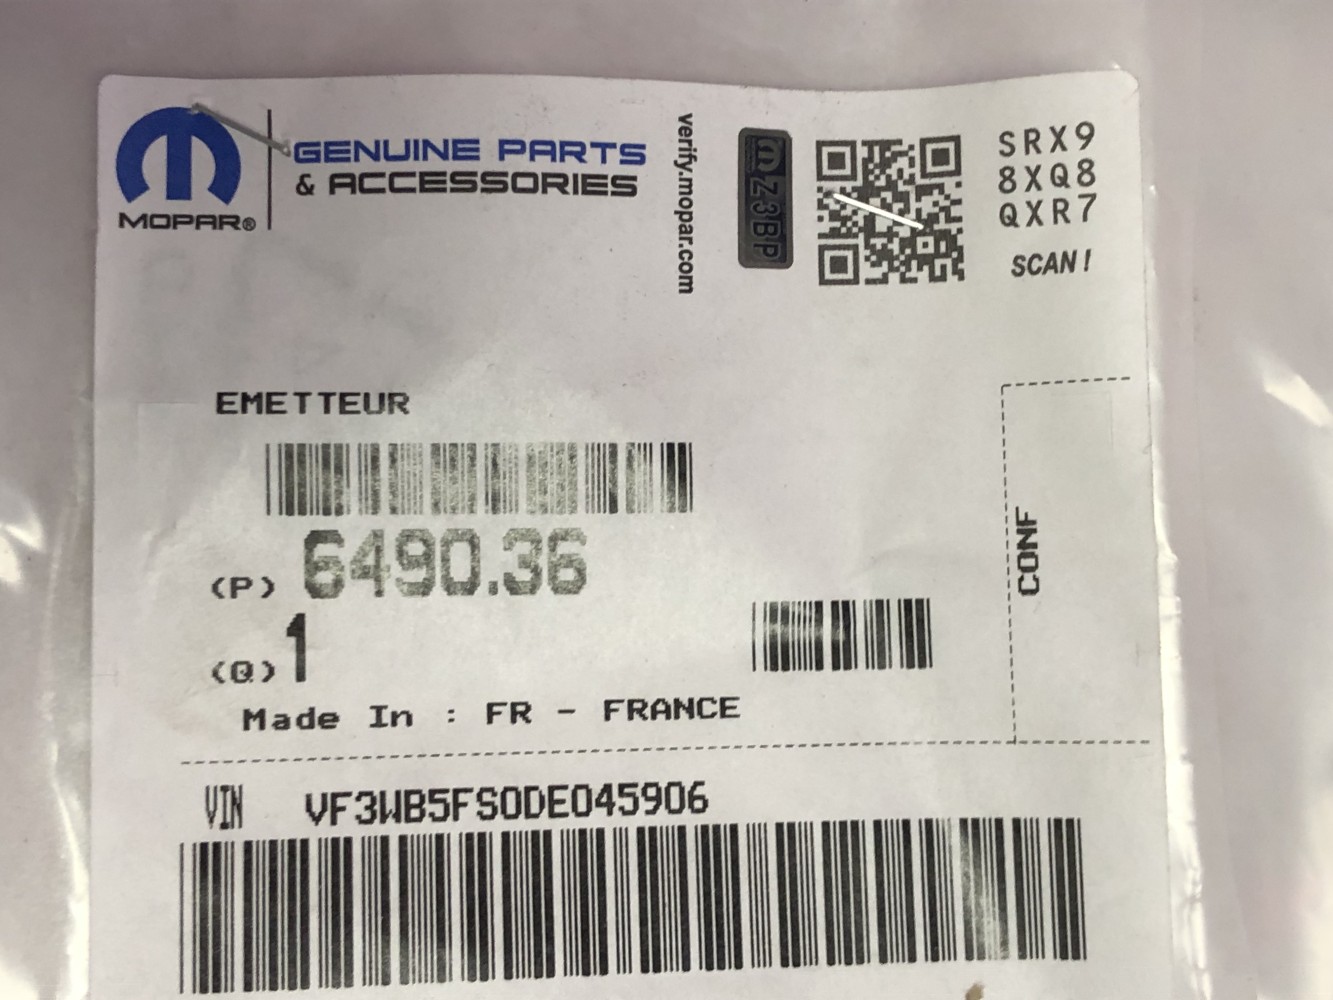 MOPAR®
GENUINE PARTS
& ACCESSORIES
verify.mopar.com
Z3BP
SRX9
8XQ8
QXR7
SCAN!
EMETTEUR
(P) 6490.36
(Q) 1
CONF
Made In : FR - FRANCE
VIN VF3WB5FS0DE045906